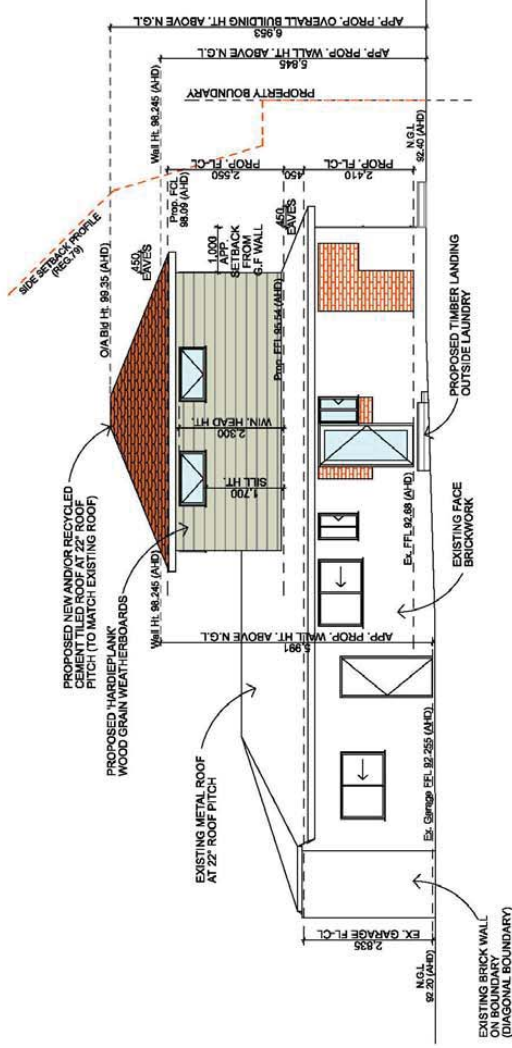 SIDE SETBACK PROFILE
(REG.79)
O/A Bld Ht. 99.35 (AHD)
APP. PROP. OVERALL BUILDING HT. ABOVE N.G.L
6,953
APP. PROP. WALL HT. ABOVE N.G.L
5,845
PROPERTY BOUNDARY
Wall Ht. 98.245 (AHD)
PROPOSED NEW AND/OR RECYCLED
CEMENT TILED ROOF AT 22° ROOF
PITCH (TO MATCH EXISTING ROOF)
450
EAVES
Prop. FCL
98.09 (AHD)
PROP. FL-CL
2,550
450
PROP. FL-CL
2,410
N.G.L
92.40 (AHD)
PROPOSED 'HARDIEPLANK'
WOOD GRAIN WEATHERBOARDS
Wall Ht. 98.245 (AHD)
1,000
APP.
SETBACK
FROM
G.F WALL
450
EAVES
WIN. HEAD HT.
2,300
SILL HT.
1,700
Prop. FFL 95.54 (AHD)
EXISTING METAL ROOF
AT 22° ROOF PITCH
APP. PROP. WALL HT. ABOVE N.G.L
5,991
Ex. FFL 92.68 (AHD)
PROPOSED TIMBER LANDING
OUTSIDE LAUNDRY
EXISTING FACE
BRICKWORK
Ex. Garage FFL 92.255 (AHD)
EX. GARAGE FL-CL
2,835
N.G.L
92.20 (AHD)
EXISTING BRICK WALL
ON BOUNDARY
(DIAGONAL BOUNDARY)